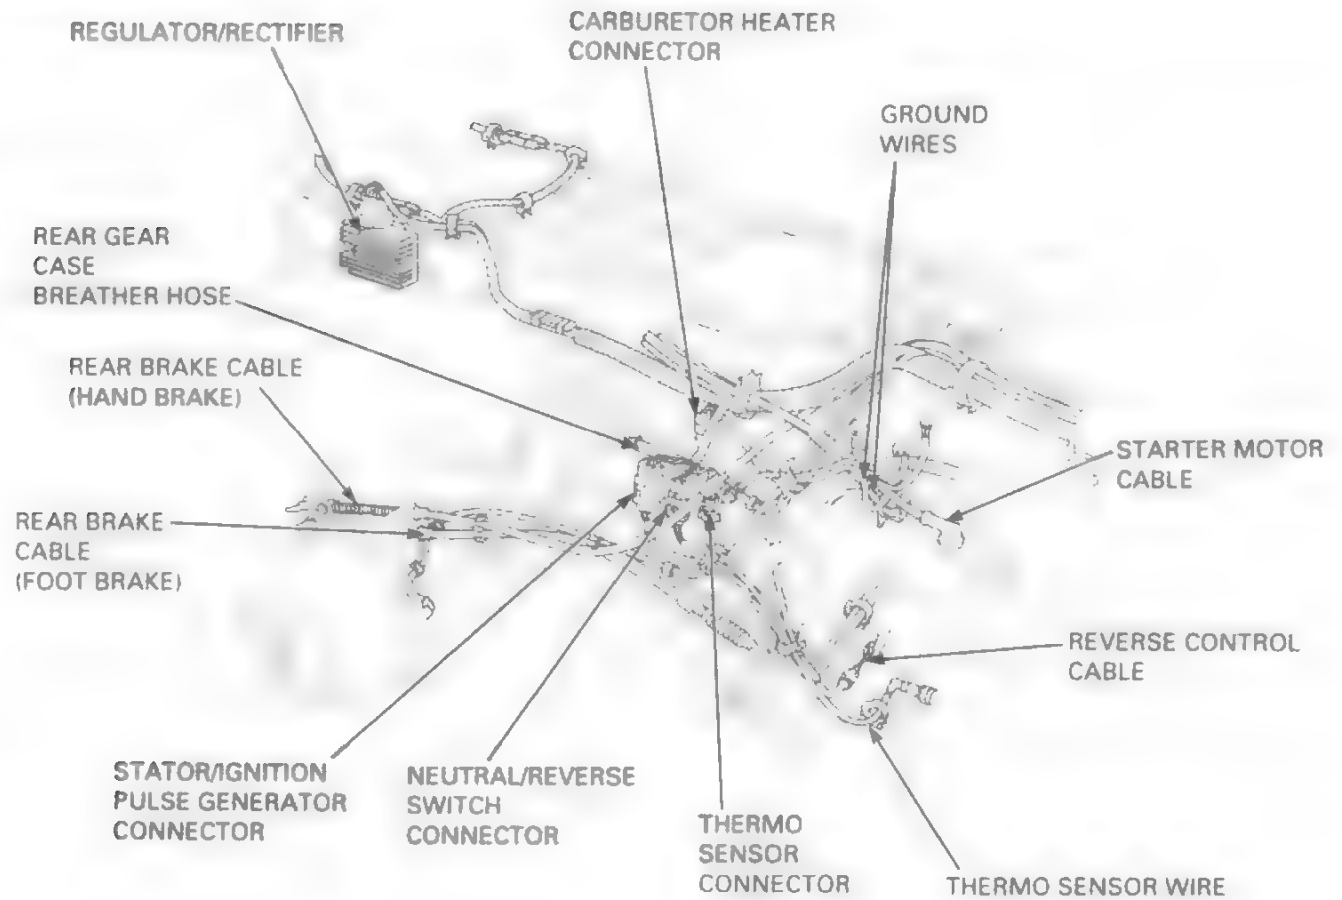 REGULATOR/RECTIFIER
CARBURETOR HEATER
CONNECTOR
GROUND
WIRES
REAR GEAR
CASE
BREATHER HOSE
REAR BRAKE CABLE
(HAND BRAKE)
STARTER MOTOR
CABLE
REAR BRAKE
CABLE
(FOOT BRAKE)
REVERSE CONTROL
CABLE
STATOR/IGNITION
PULSE GENERATOR
CONNECTOR
NEUTRAL/REVERSE
SWITCH
CONNECTOR
THERMO
SENSOR
CONNECTOR
THERMO SENSOR WIRE